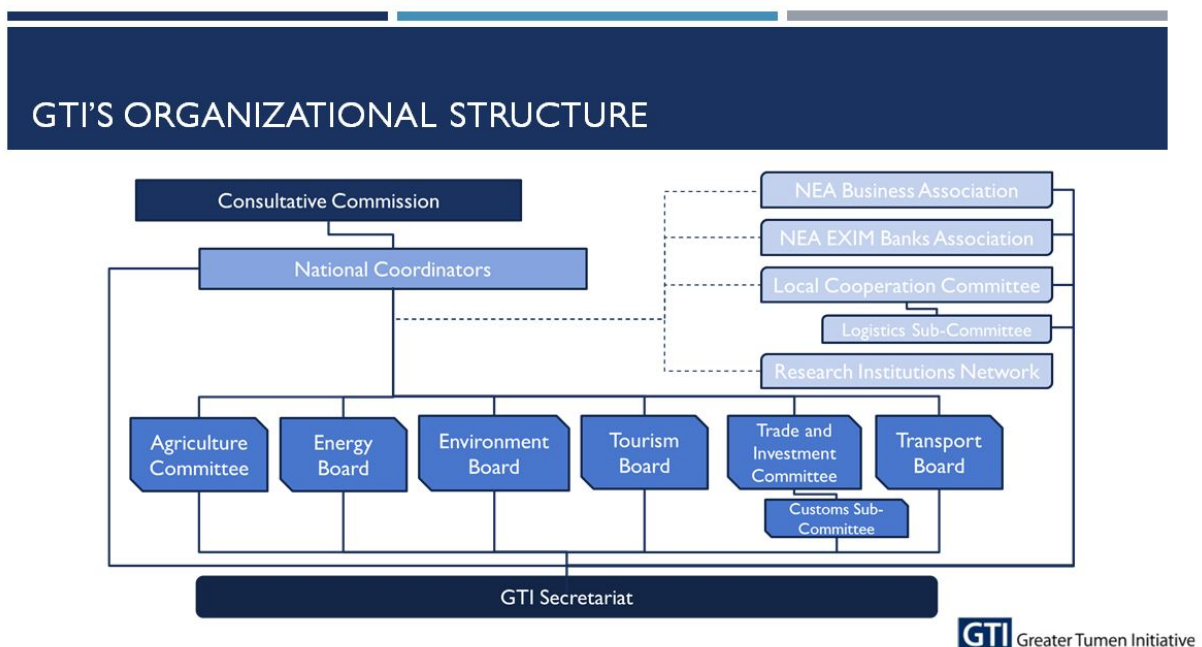 GTI'S ORGANIZATIONAL STRUCTURE
Consultative Commission
National Coordinators
NEA Business Association
NEA EXIM Banks Association
Local Cooperation Committee
Logistics Sub-Committee
Research Institutions Network
Agriculture
Committee
Energy
Board
Environment
Board
Tourism
Board
Trade and
Investment
Committee
Transport
Board
Customs Sub-
Committee
GTI Secretariat
GTI Greater Tumen Initiative